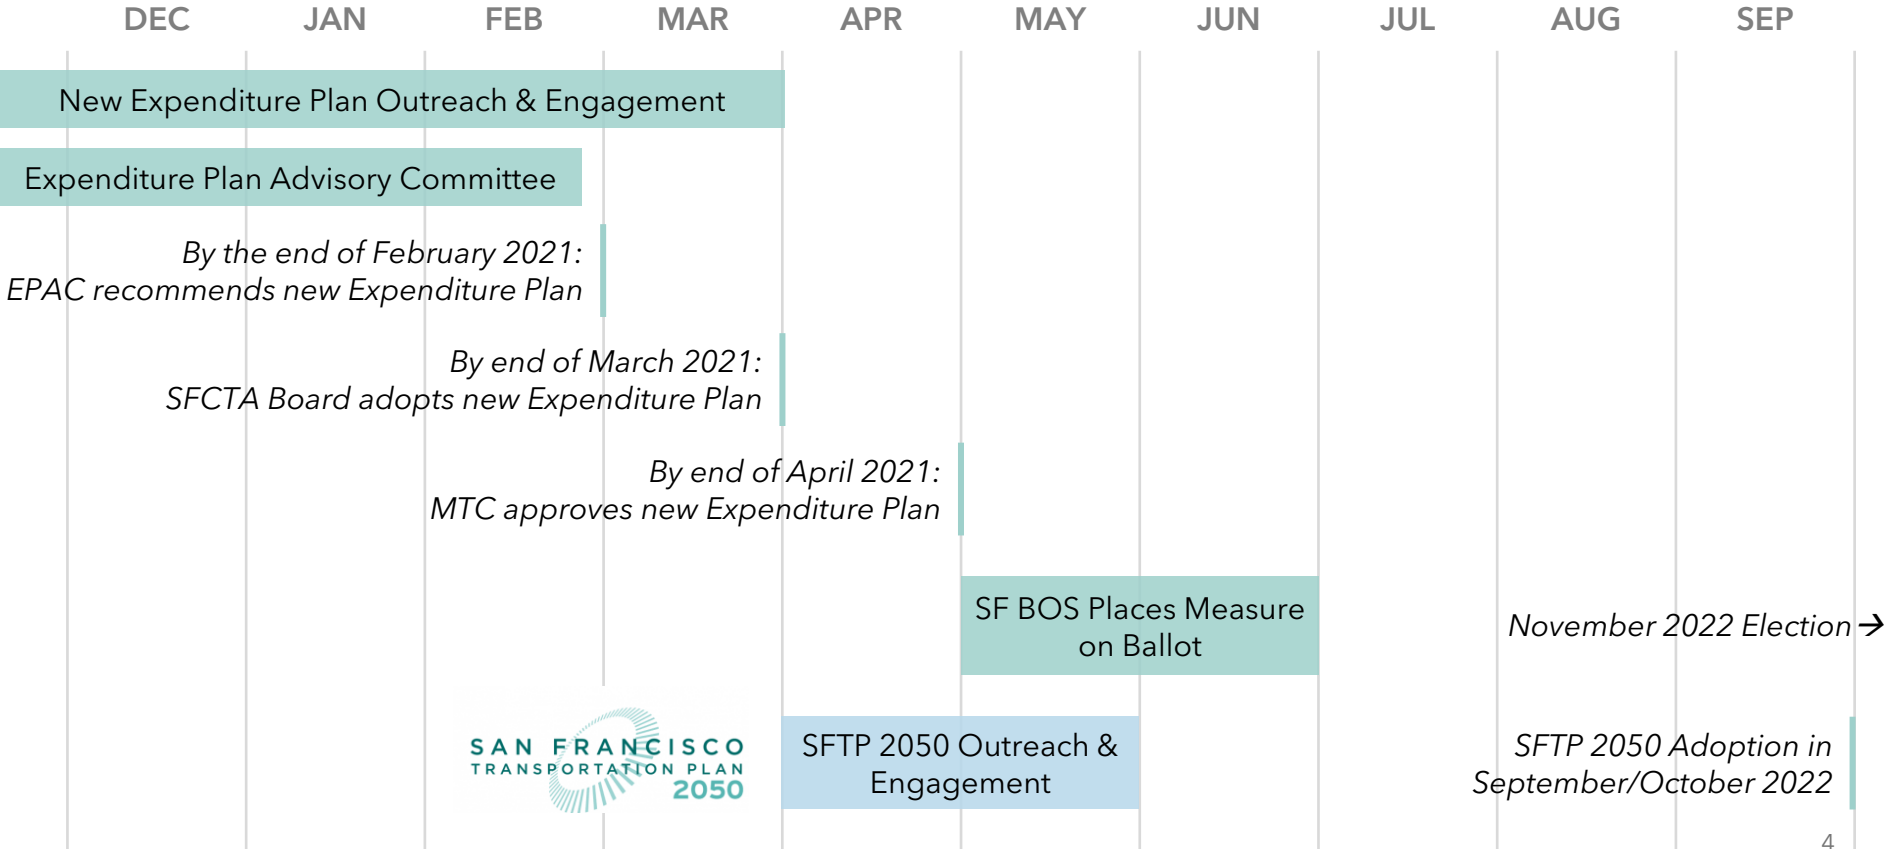 DEC JAN FEB MAR APR MAY JUN JUL AUG SEP
New Expenditure Plan Outreach & Engagement
Expenditure Plan Advisory Committee
By the end of February 2021:
EPAC recommends new Expenditure Plan
By end of March 2021:
SFCTA Board adopts new Expenditure Plan
By end of April 2021:
MTC approves new Expenditure Plan
SF BOS Places Measure
on Ballot
November 2022 Election→
SAN FRANCISCO
TRANSPORTATION PLAN
2050
SFTP 2050 Outreach &
Engagement
SFTP 2050 Adoption in
September/October 2022
4